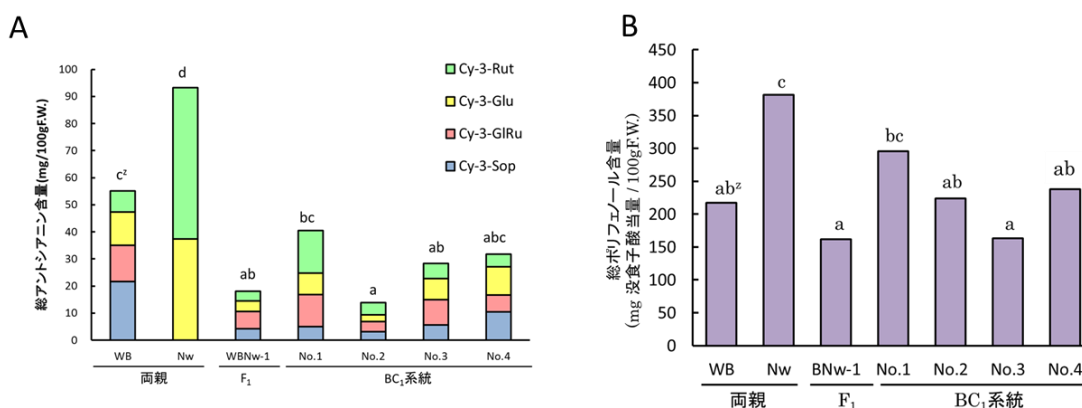 A
総アントシアニン含量(mg/100gF.W.)
100
90
80
70
60
50
40
30
20
10
0
cᶻ
d
ab
bc
a
ab
abc
Cy-3-Rut
Cy-3-Glu
Cy-3-GlRu
Cy-3-Sop
WB
Nw
WBNw-1
No.1
No.2
No.3
No.4
両親
F₁
BC₁系統
B
総ポリフェノール含量
(mg 没食子酸当量 / 100gF.W.)
450
400
350
300
250
200
150
100
50
0
abᶻ
c
a
bc
ab
a
ab
WB
Nw
BNw-1
No.1
No.2
No.3
No.4
両親
F₁
BC₁系統